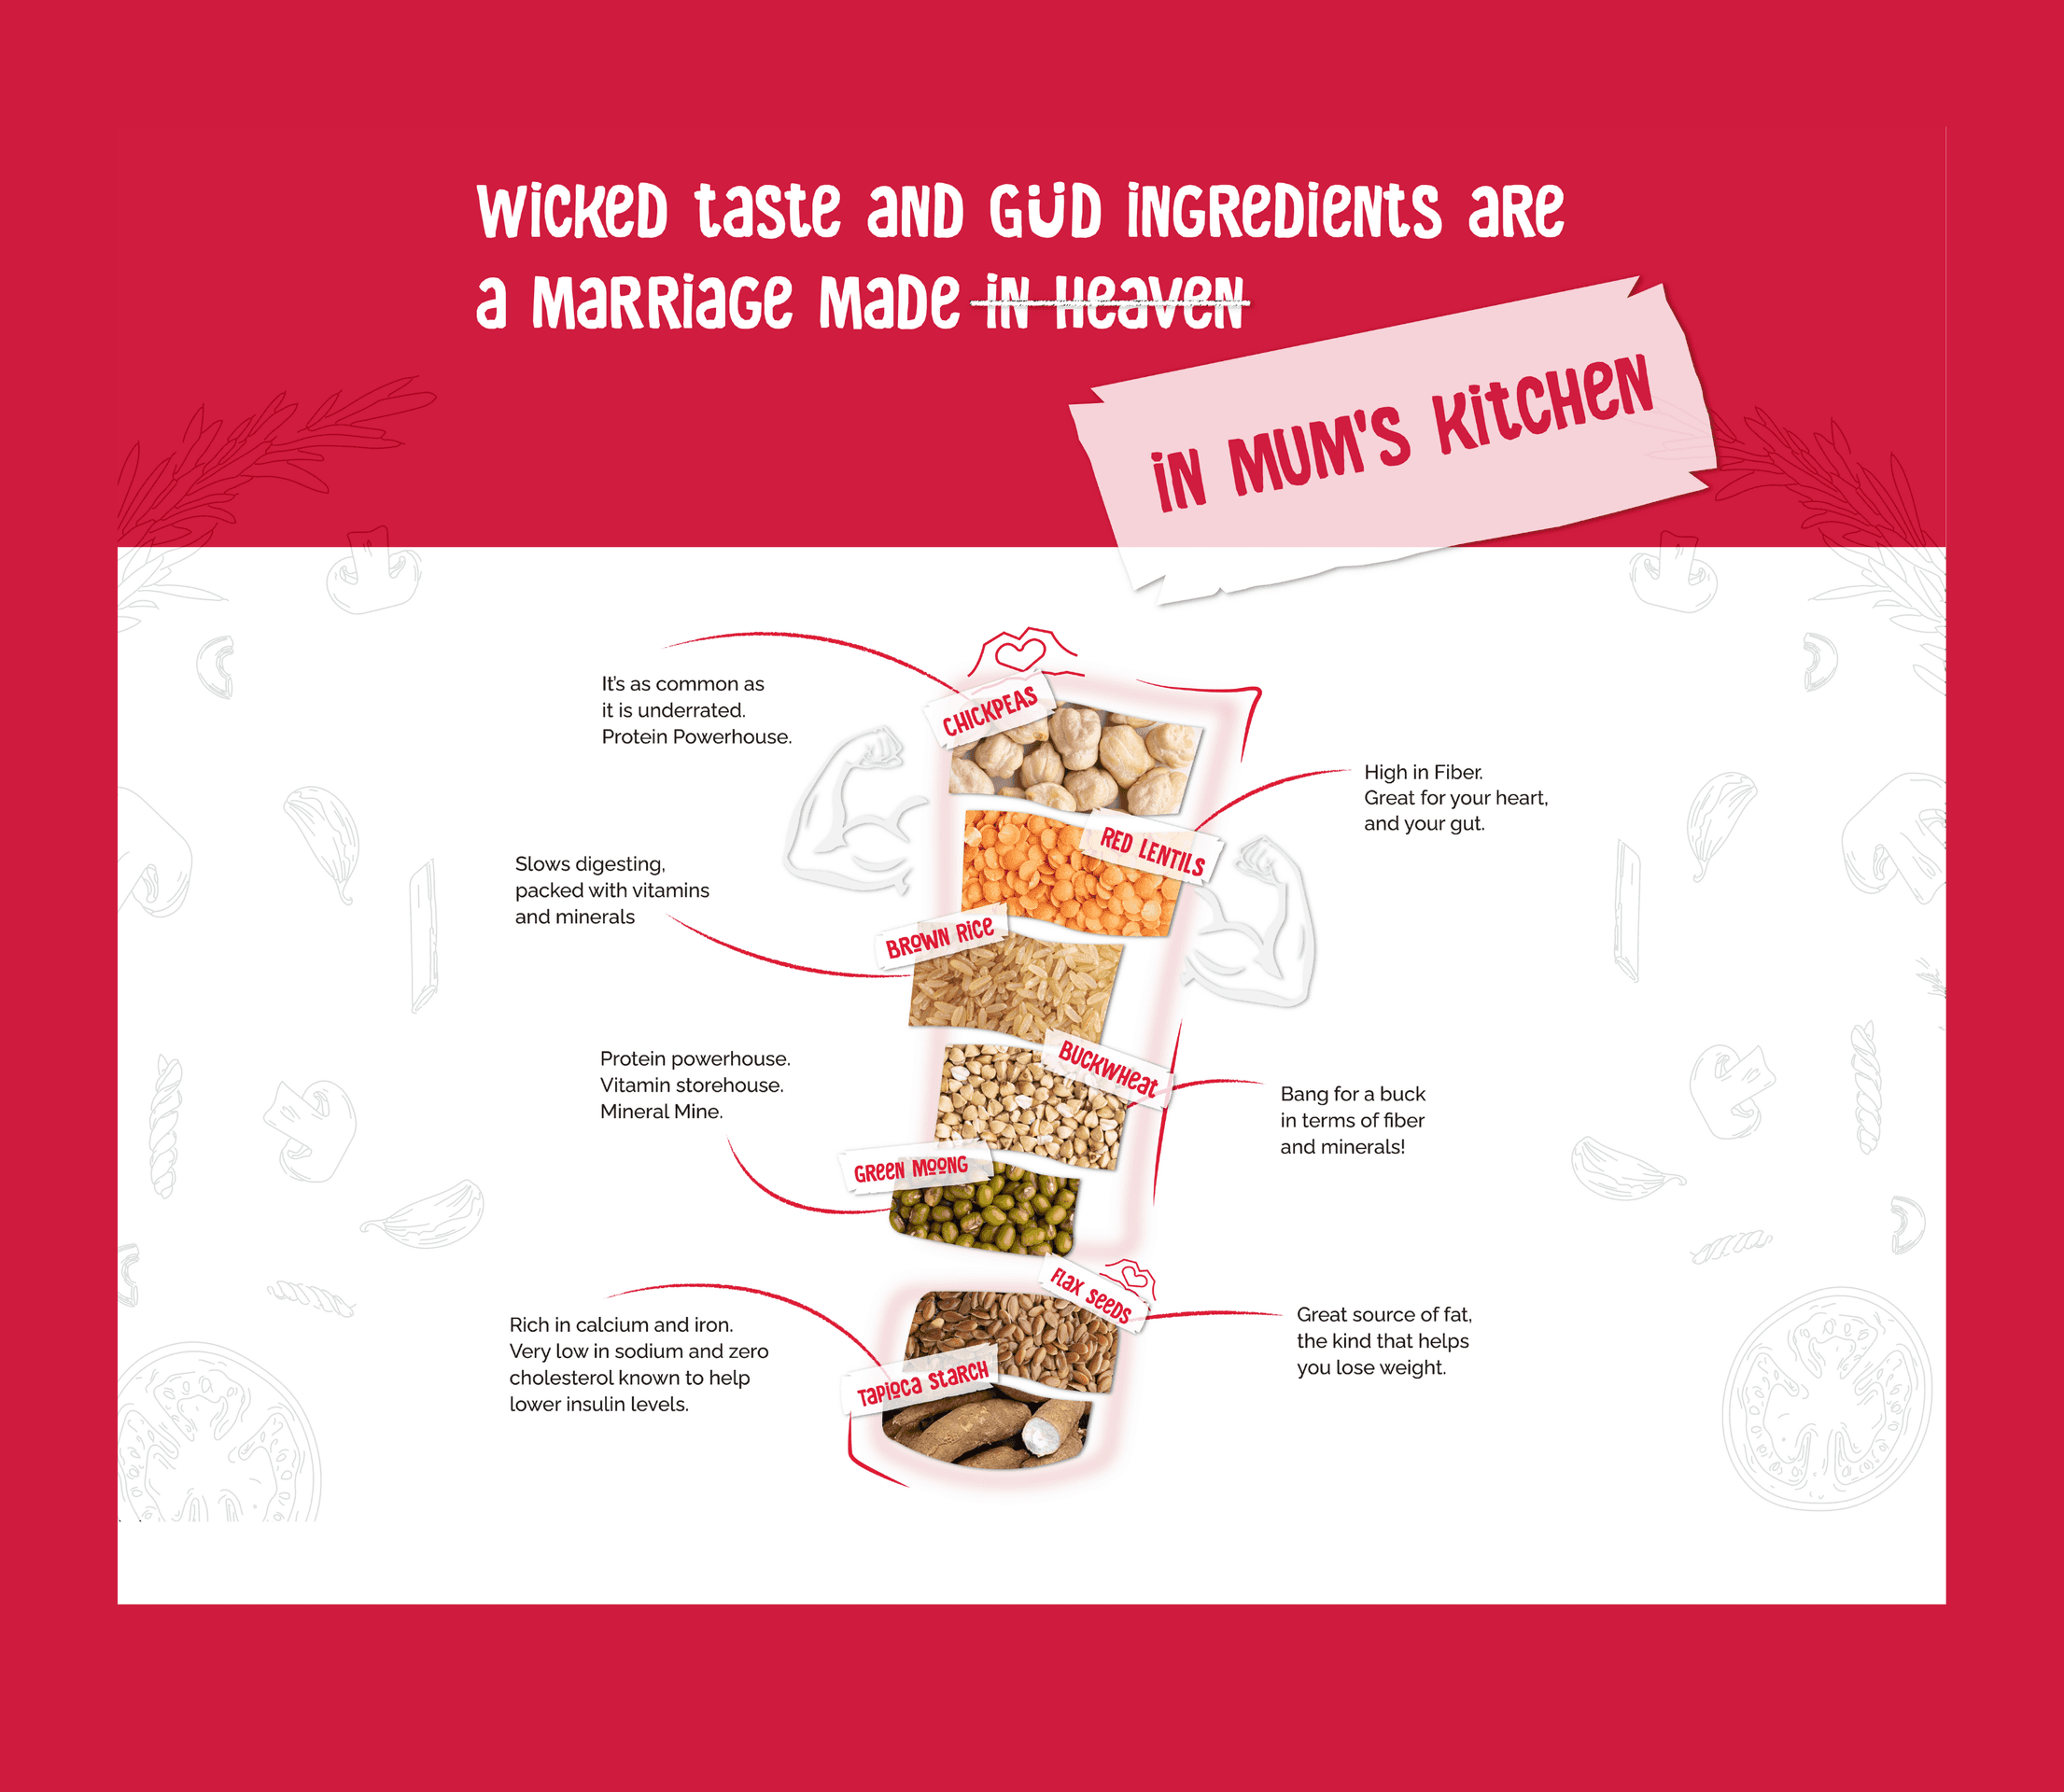 Wicked taste and Güd ingredients are
a marriage made in heaven
in mum's kitchen
CHICKPEAS
It's as common as
it is underrated.
Protein Powerhouse.
RED LENTILS
High in Fiber.
Great for your heart,
and your gut.
BROWN RICE
Slows digesting,
packed with vitamins
and minerals
BUCKWHEAT
Bang for a buck
in terms of fiber
and minerals!
GREEN MOONG
Protein powerhouse.
Vitamin storehouse.
Mineral Mine.
FLAX SEEDS
Great source of fat,
the kind that helps
you lose weight.
TAPIOCA STARCH
Rich in calcium and iron.
Very low in sodium and zero
cholesterol known to help
lower insulin levels.